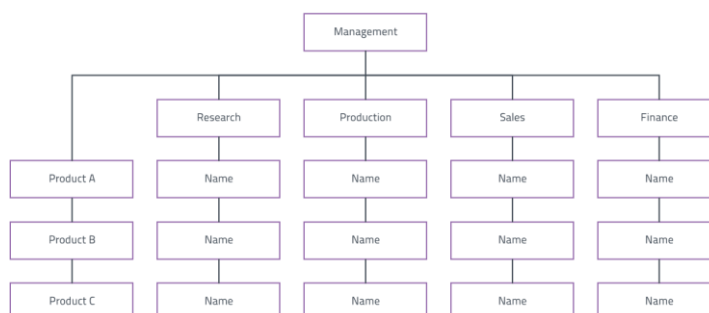 Management
Research Production Sales Finance
Product A Name Name Name Name
Product B Name Name Name Name
Product C Name Name Name Name